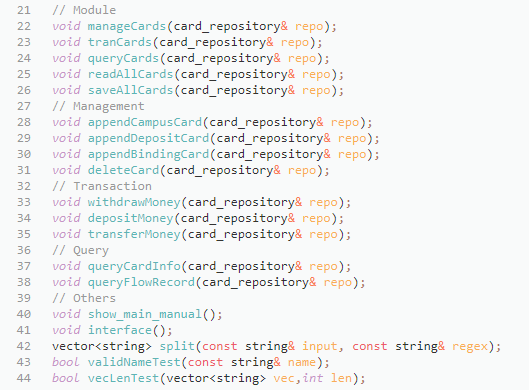 21 // Module
22 void manageCards(card_repository& repo);
23 void tranCards(card_repository& repo);
24 void queryCards(card_repository& repo);
25 void readAllCards(card_repository& repo);
26 void saveAllCards(card_repository& repo);
27 // Management
28 void appendCampusCard(card_repository& repo);
29 void appendDepositCard(card_repository& repo);
30 void appendBindingCard(card_repository& repo);
31 void deleteCard(card_repository& repo);
32 // Transaction
33 void withdrawMoney(card_repository& repo);
34 void depositMoney(card_repository& repo);
35 void transferMoney(card_repository& repo);
36 // Query
37 void queryCardInfo(card_repository& repo);
38 void queryFlowRecord(card_repository& repo);
39 // Others
40 void show_main_manual();
41 void interface();
42 vector<string> split(const string& input, const string& regex);
43 bool validNameTest(const string& name);
44 bool vecLenTest(vector<string> vec,int len);